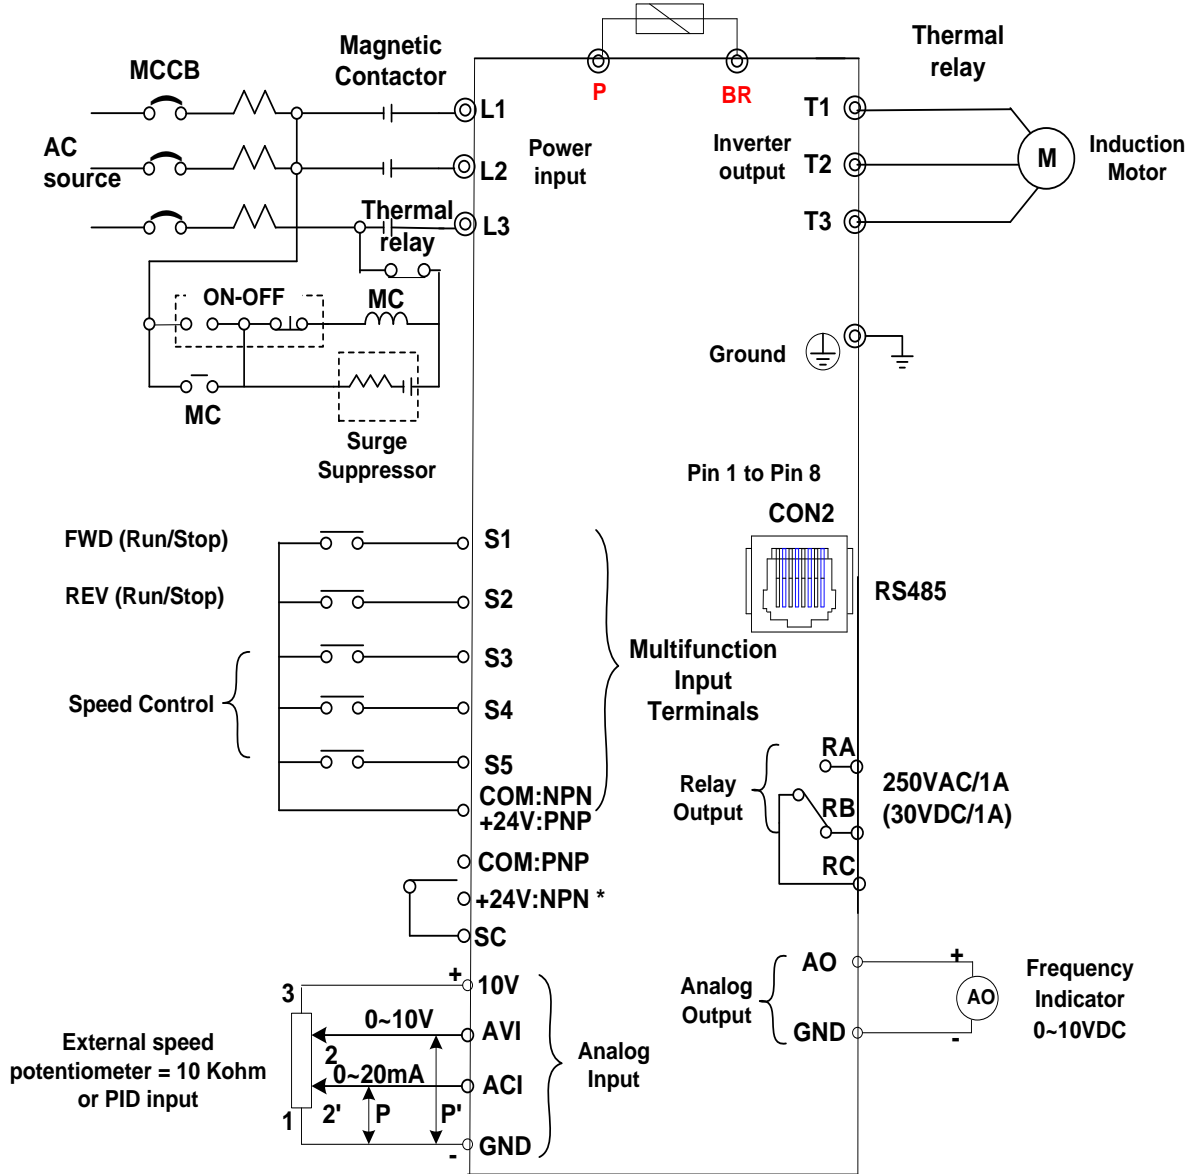 MCCB
Magnetic
Contactor
P
BR
Thermal
relay
L1
T1
AC
source
L2
Power
input
Inverter
output
T2
M
Induction
Motor
Thermal
relay
L3
T3
ON-OFF
MC
Ground
MC
Surge
Suppressor
Pin 1 to Pin 8
CON2
RS485
FWD (Run/Stop)
S1
REV (Run/Stop)
S2
S3
Speed Control
S4
S5
COM:NPN
+24V:PNP
Multifunction
Input
Terminals
COM:PNP
+24V:NPN *
SC
RA
Relay
Output
RB
RC
250VAC/1A
(30VDC/1A)
+
10V
3
0~10V
AVI
2
0~20mA
ACI
2'
P
P'
1
-
GND
External speed
potentiometer = 10 Kohm
or PID input
Analog
Input
AO
Analog
Output
GND
+
AO
-
Frequency
Indicator
0~10VDC